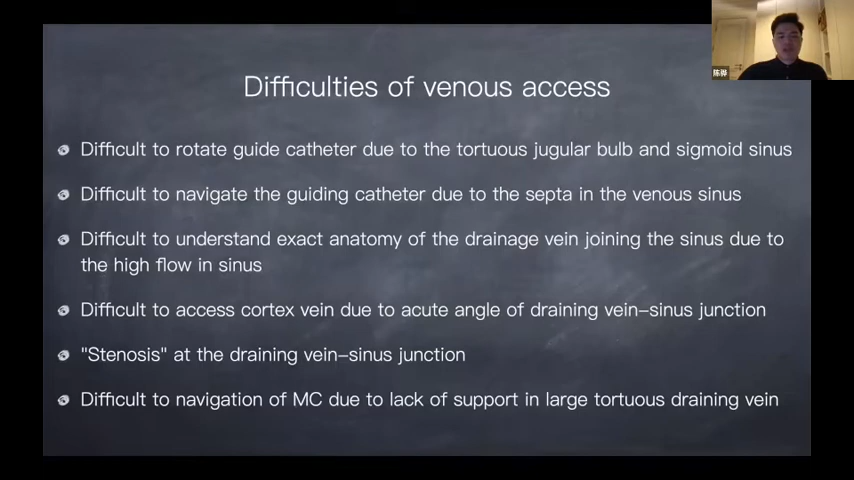 陈骅
Difficulties of venous access
Difficult to rotate guide catheter due to the tortuous jugular bulb and sigmoid sinus
Difficult to navigate the guiding catheter due to the septa in the venous sinus
Difficult to understand exact anatomy of the drainage vein joining the sinus due to
the high flow in sinus
Difficult to access cortex vein due to acute angle of draining vein-sinus junction
"Stenosis" at the draining vein-sinus junction
Difficult to navigation of MC due to lack of support in large tortuous draining vein